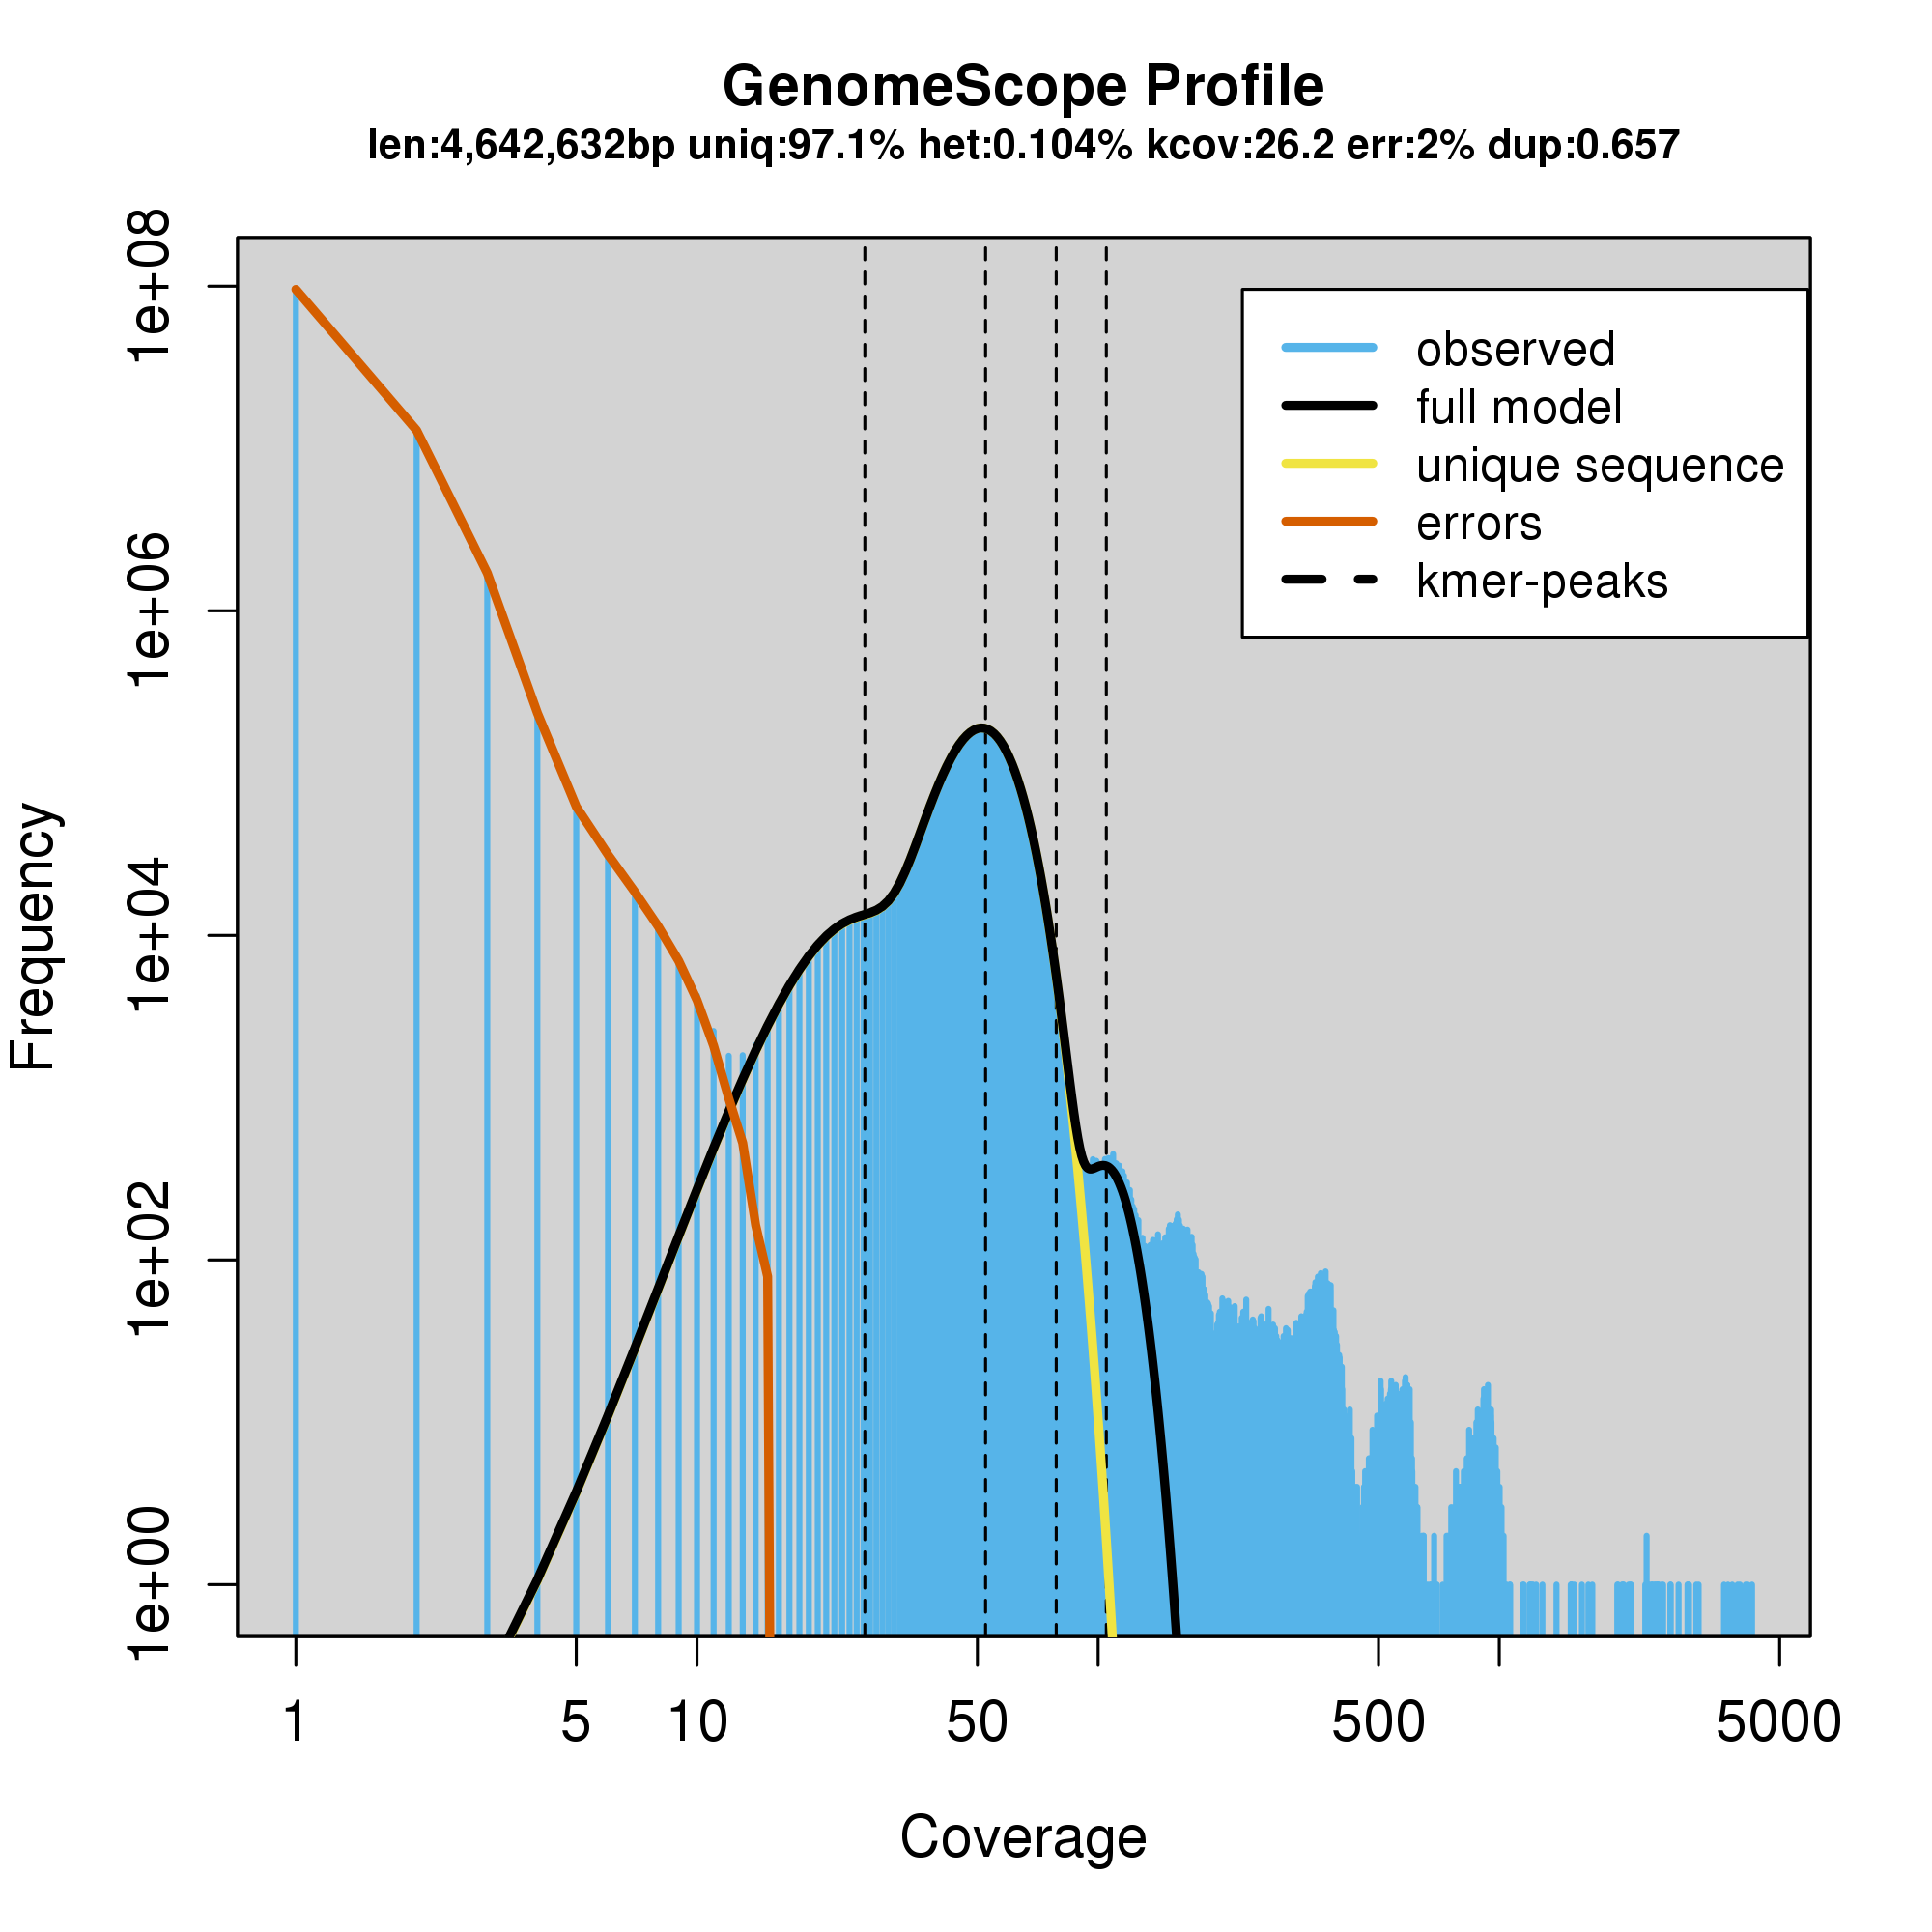 GenomeScope Profile
len:4,642,632bp uniq:97.1% het:0.104% kcov:26.2 err:2% dup:0.657
1e+08
1e+06
1e+04
1e+02
1e+00
Frequency
observed
full model
unique sequence
errors
kmer-peaks
1 5 10 50 500 5000
Coverage